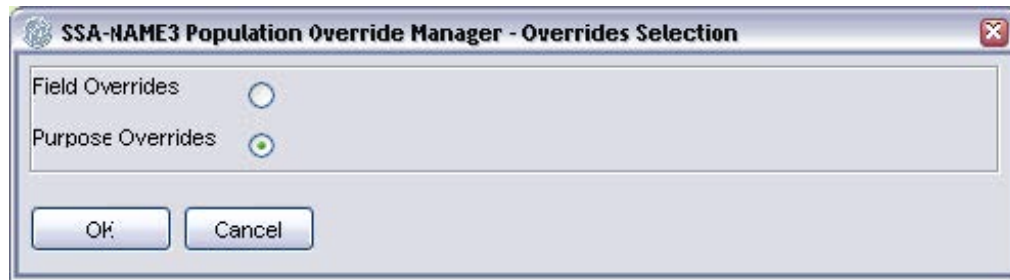 SSA-NAME3 Population Override Manager - Overrides Selection
Field Overrides
Purpose Overrides
OK
Cancel